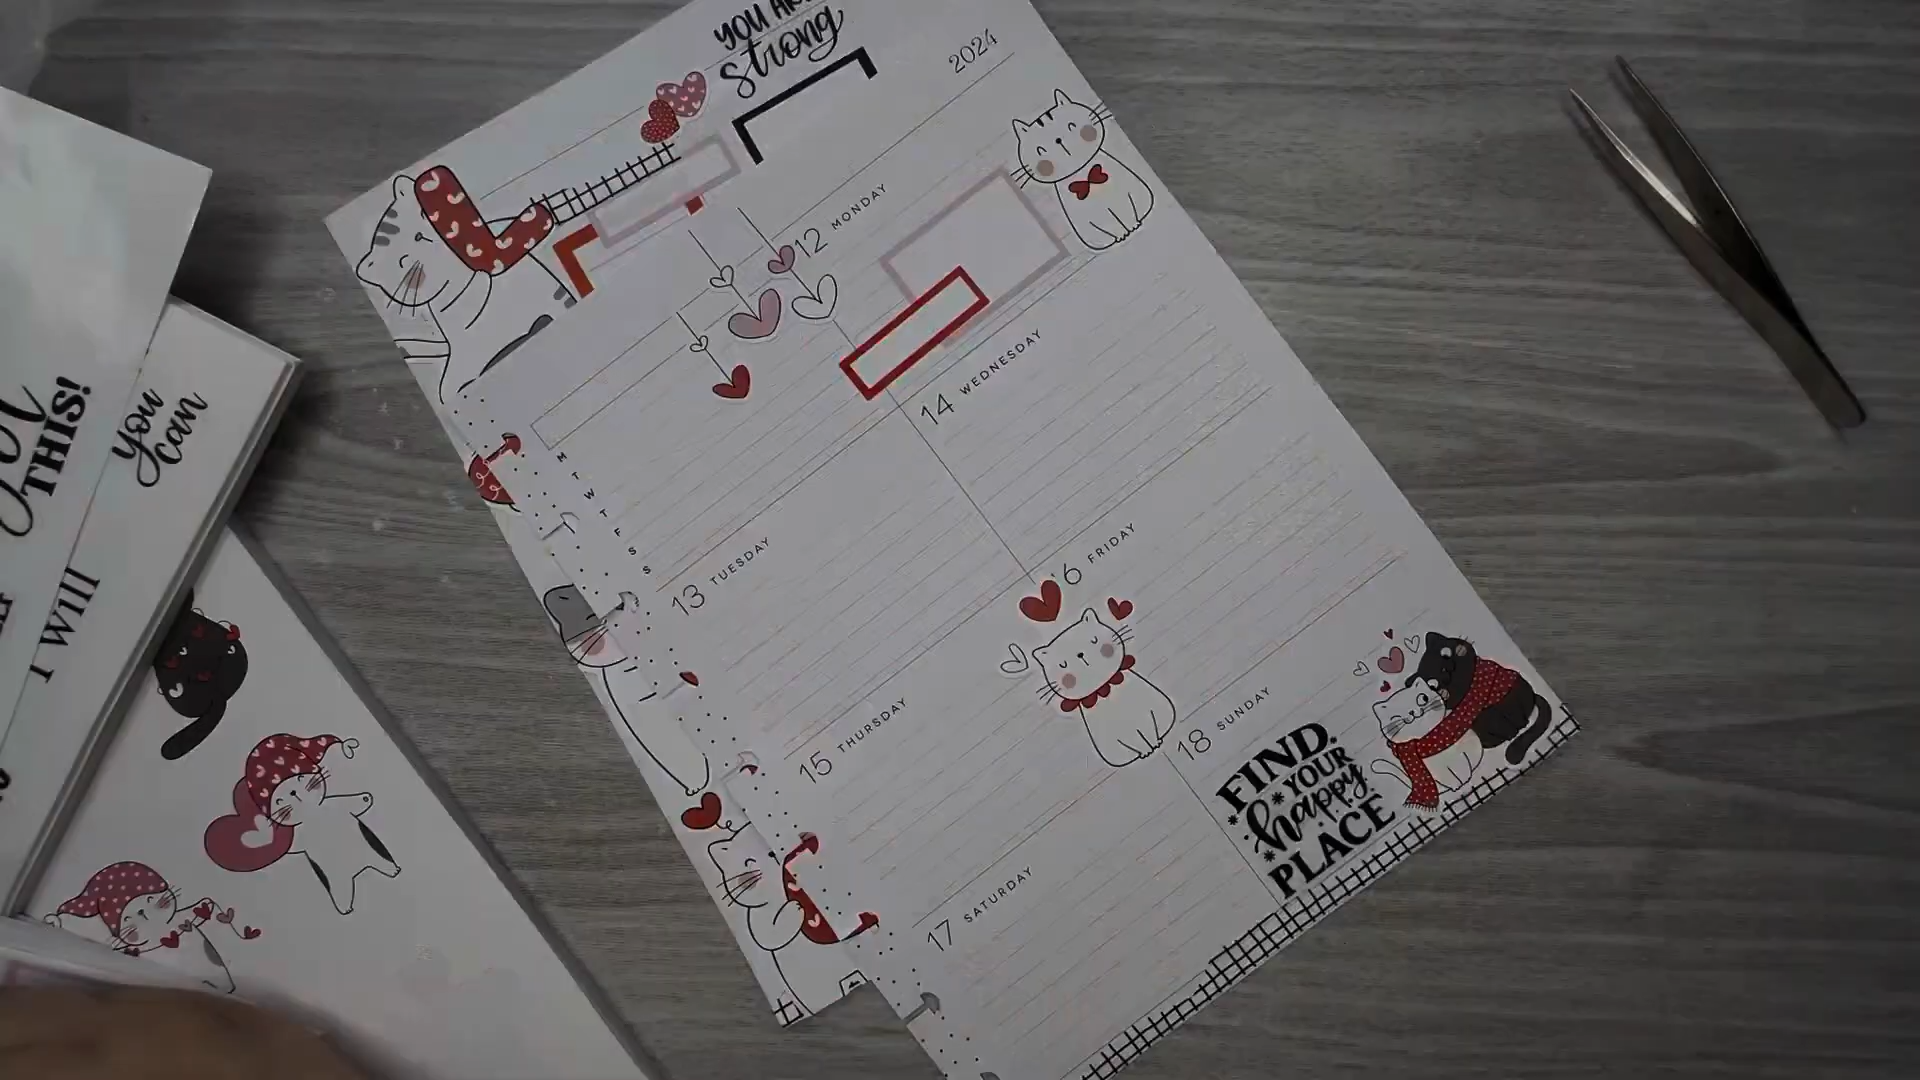 YOU ARE
strong
2024
12 MONDAY
14 WEDNESDAY
M
T
W
T
F
S
S
13 TUESDAY
6 FRIDAY
15 THURSDAY
18 SUNDAY
17 SATURDAY
FIND
YOUR
happy
PLACE
THIS!
you
can
I will